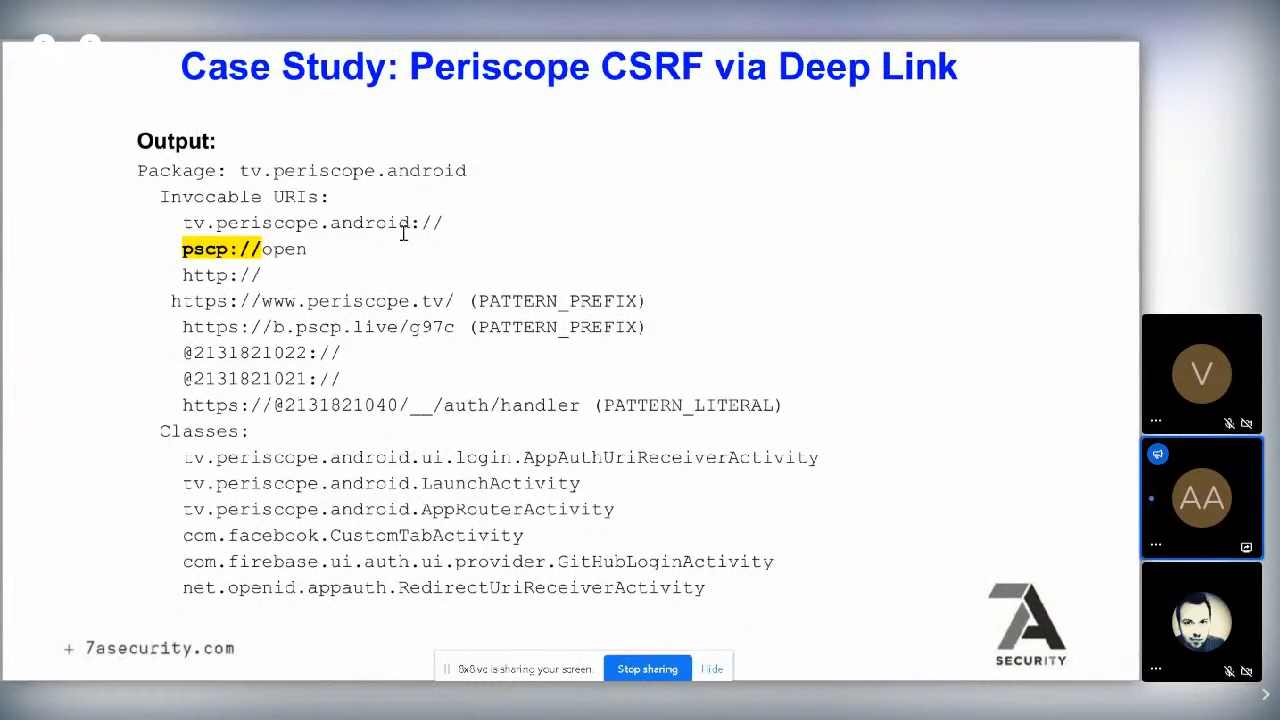 Case Study: Periscope CSRF via Deep Link
Output:
Package: tv.periscope.android
Invocable URIs:
tv.periscope.android://
pscp://open
http://
https://www.periscope.tv/ (PATTERN_PREFIX)
https://b.pscp.live/g97c (PATTERN_PREFIX)
@2131821022://
@2131821021://
https://@2131821040/__/auth/handler (PATTERN_LITERAL)
Classes:
tv.periscope.android.ui.login.AppAuthUriReceiverActivity
tv.periscope.android.LaunchActivity
tv.periscope.android.AppRouterActivity
com.facebook.CustomTabActivity
com.firebase.ui.auth.ui.provider.GitHubLoginActivity
net.openid.appauth.RedirectUriReceiverActivity
+ 7asecurity.com
7A
SECURITY
8x8.vc is sharing your screen.
Stop sharing
Hide
V
AA